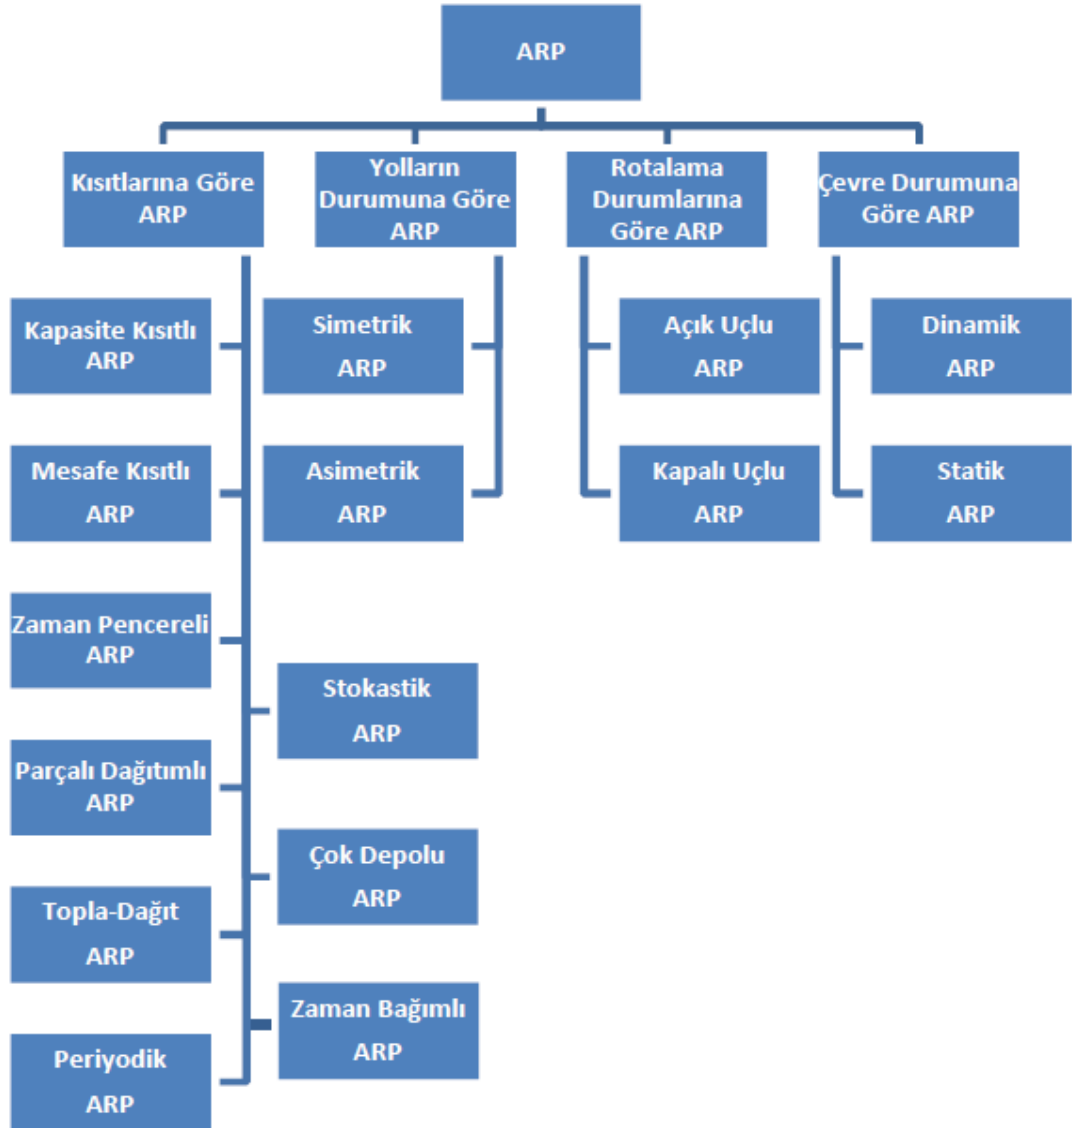 ARP
Kısıtlarına Göre
ARP
Yolların
Durumuna Göre
ARP
Rotalama
Durumlarına
Göre ARP
Çevre Durumuna
Göre ARP
Kapasite Kısıtlı
ARP
Mesafe Kısıtlı
ARP
Zaman Pencereli
ARP
Parçalı Dağıtımlı
ARP
Topla-Dağıt
ARP
Periyodik
ARP
Stokastik
ARP
Çok Depolu
ARP
Zaman Bağımlı
ARP
Simetrik
ARP
Asimetrik
ARP
Açık Uçlu
ARP
Kapalı Uçlu
ARP
Dinamik
ARP
Statik
ARP